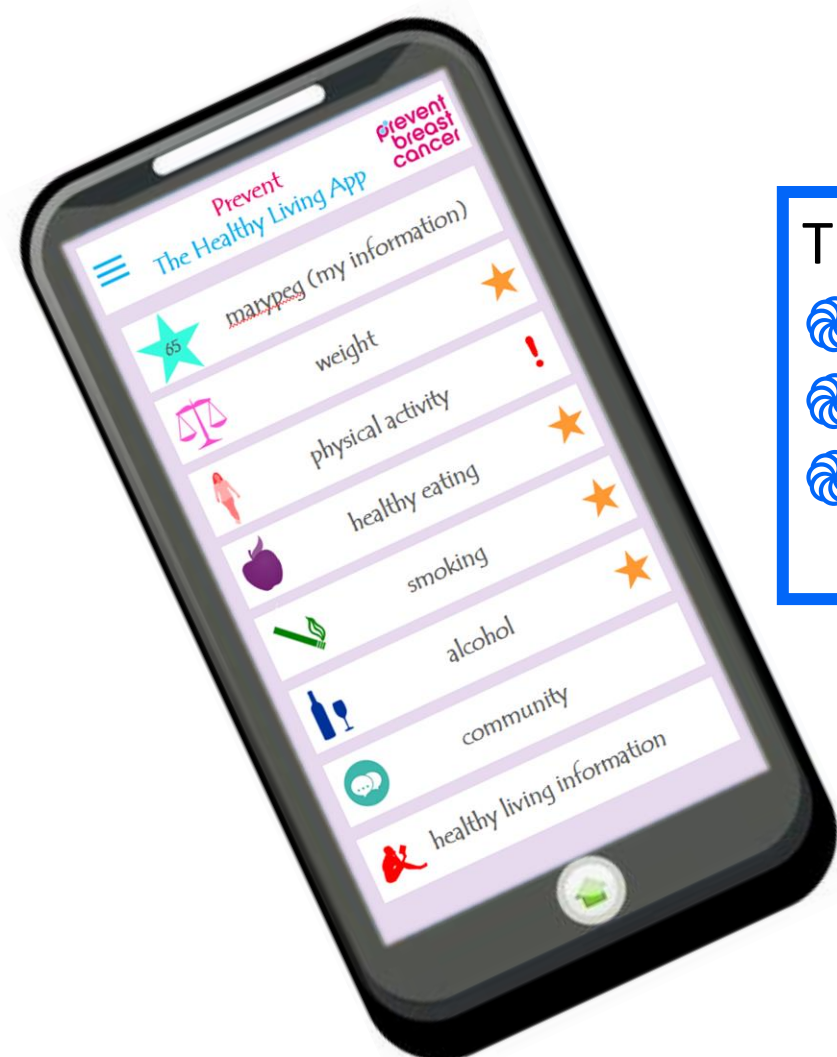 prevent
breast
cancer
Prevent
The Healthy Living App
65
marypeg (my information)
weight
!
physical activity
healthy eating
smoking
alcohol
community
healthy living information
T